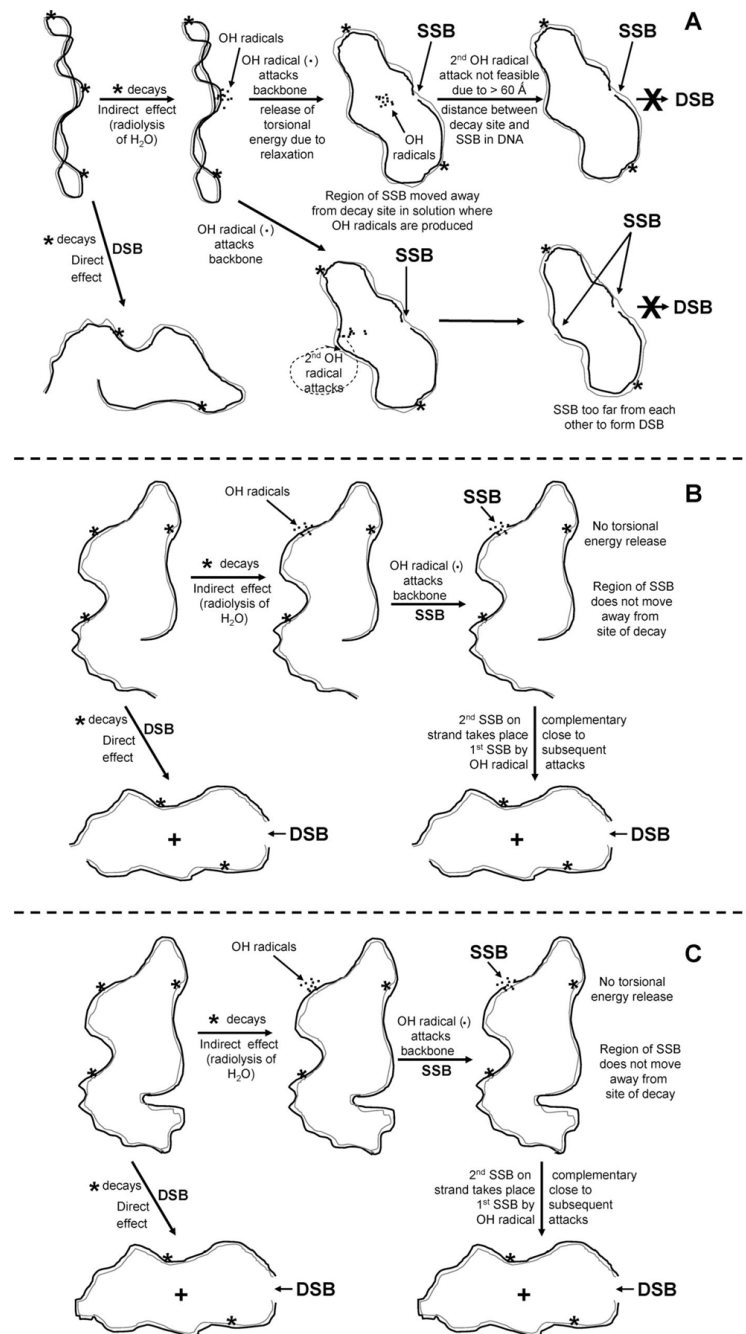 A
OH radicals
* decays
Indirect effect
(radiolysis
of H2O)
OH radical (•)
attacks
backbone
release of
torsional
energy due to
relaxation
SSB
OH
radicals
2nd OH radical
attack not feasible
due to > 60 Å
distance between
decay site and
SSB in DNA
SSB
X
DSB
Region of SSB moved away
from decay site in solution where
OH radicals are produced
* decays
Direct
effect
DSB
OH radical (•)
attacks
backbone
SSB
2nd OH
radical
attacks
SSB
X
DSB
SSB too far from each
other to form DSB
B
OH radicals
* decays
Indirect effect
(radiolysis of
H2O)
OH radical (•)
attacks
backbone
SSB
SSB
No torsional
energy release
Region of SSB
does not move
away from
site of decay
* decays
Direct
effect
DSB
2nd SSB on complementary
strand takes place close to
1st SSB by subsequent
OH radical attacks
+
DSB
+
DSB
C
OH radicals
* decays
Indirect effect
(radiolysis of
H2O)
OH radical (•)
attacks
backbone
SSB
SSB
No torsional
energy release
Region of SSB
does not move
away from
site of decay
* decays
Direct
effect
DSB
2nd SSB on complementary
strand takes place close to
1st SSB by subsequent
OH radical attacks
+
DSB
+
DSB